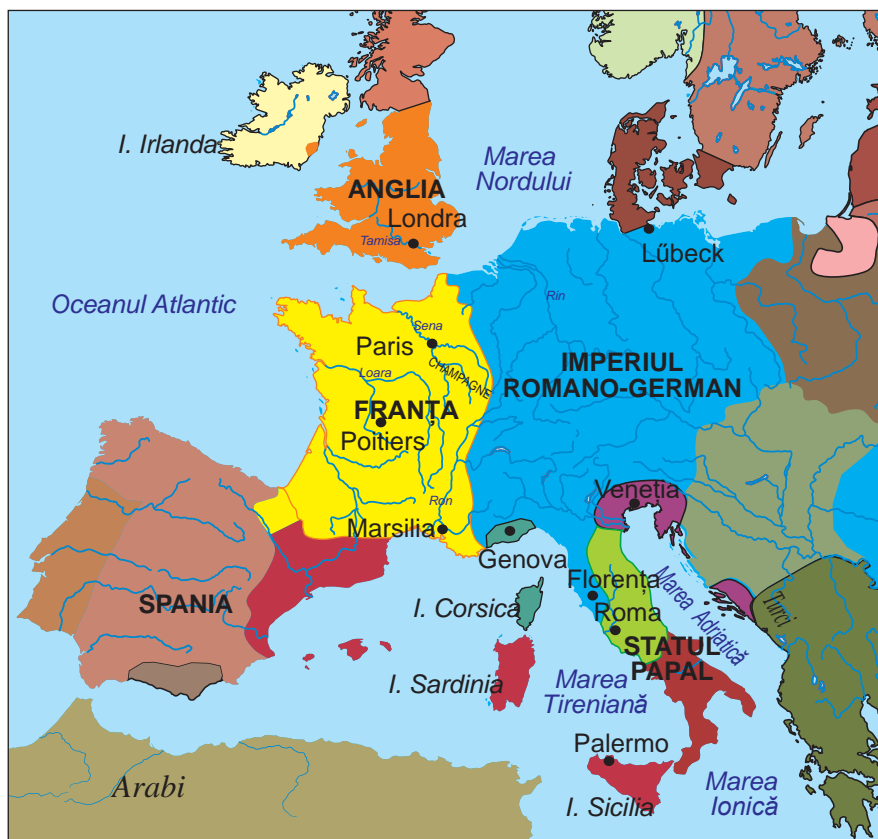 I. Irlanda
Marea
Nordului
ANGLIA
Londra
Tamisa
Lűbeck
Oceanul Atlantic
Rin
Sena
Paris
CHAMPAGNE
Loara
IMPERIUL
ROMANO-GERMAN
FRANȚA
Poitiers
Ron
Veneția
Marsilia
Genova
Florența
I. Corsica
Roma
Marea Adriatică
Turci
SPANIA
STATUL
PAPAL
I. Sardinia
Marea
Tireniană
Palermo
Arabi
I. Sicilia
Marea
Ionică